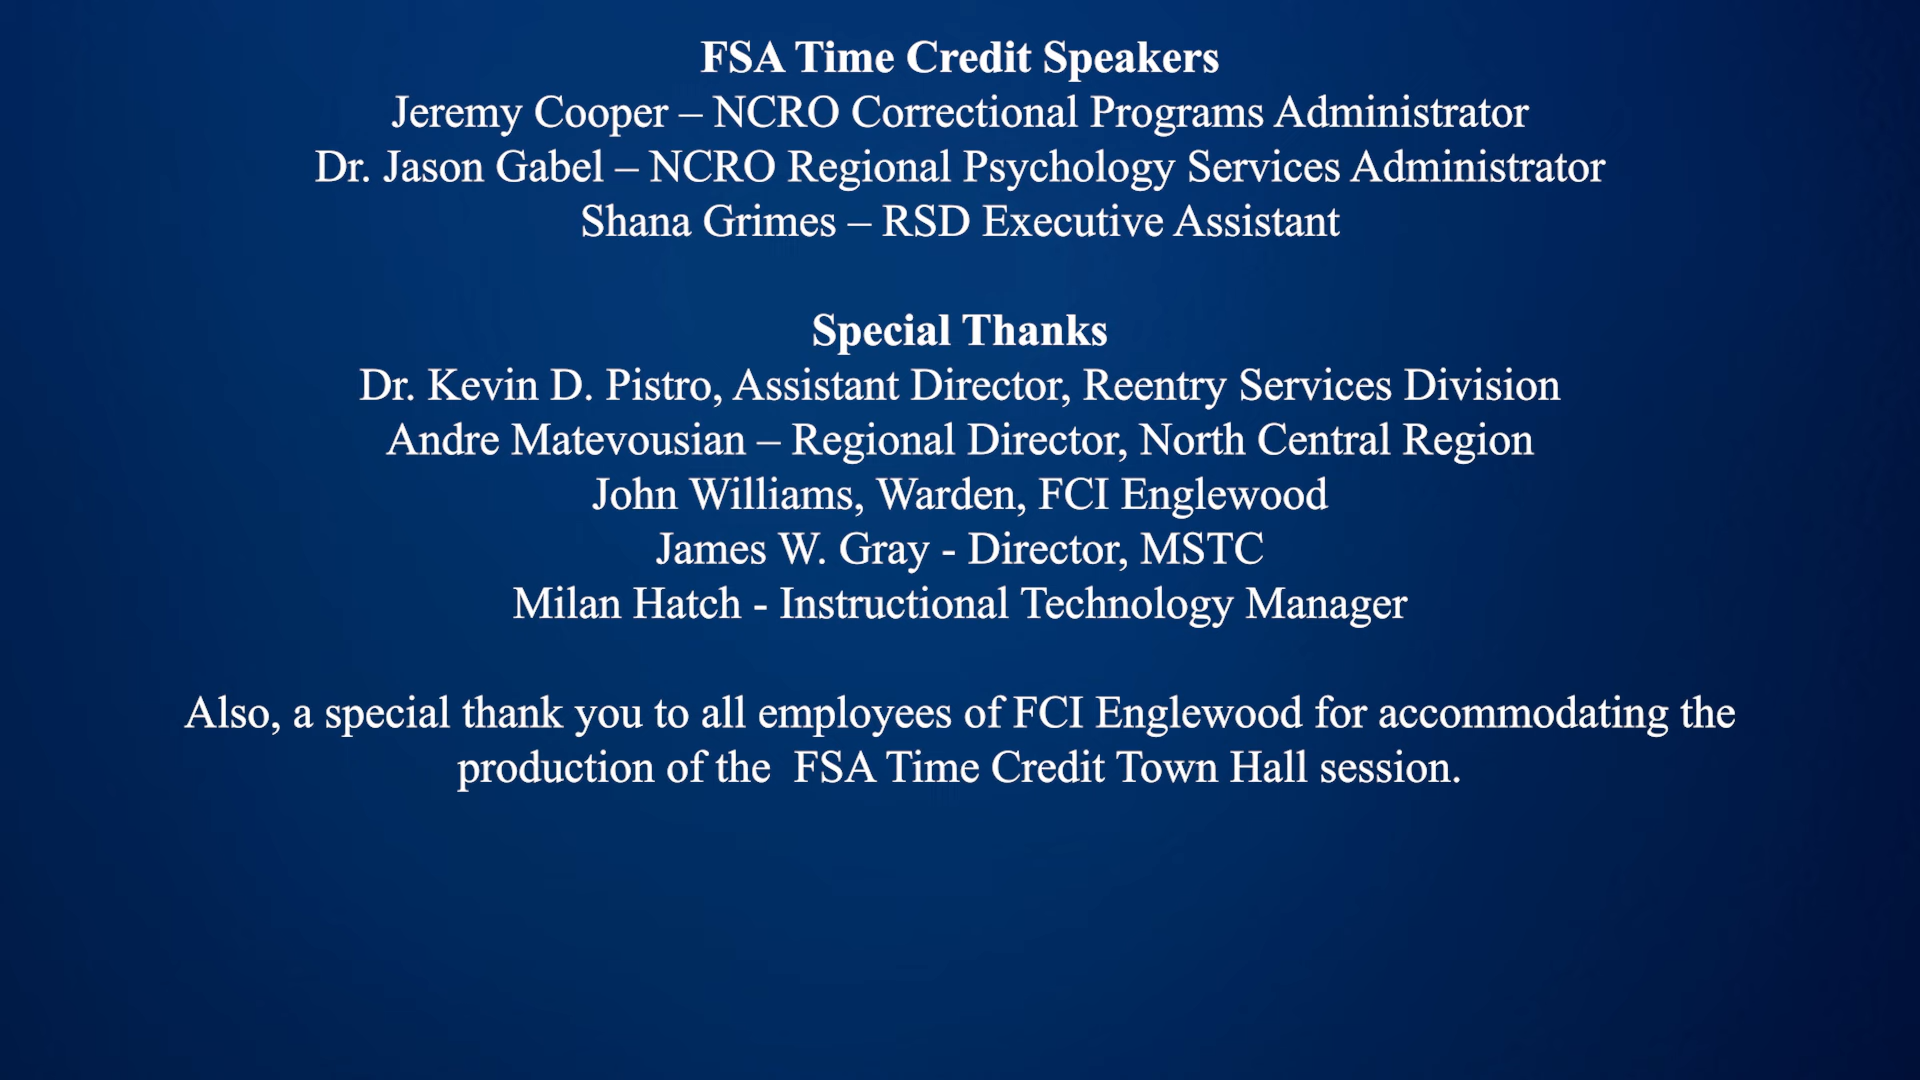 FSA Time Credit Speakers
Jeremy Cooper – NCRO Correctional Programs Administrator
Dr. Jason Gabel – NCRO Regional Psychology Services Administrator
Shana Grimes – RSD Executive Assistant
Special Thanks
Dr. Kevin D. Pistro, Assistant Director, Reentry Services Division
Andre Matevousian – Regional Director, North Central Region
John Williams, Warden, FCI Englewood
James W. Gray - Director, MSTC
Milan Hatch - Instructional Technology Manager
Also, a special thank you to all employees of FCI Englewood for accommodating the
production of the  FSA Time Credit Town Hall session.